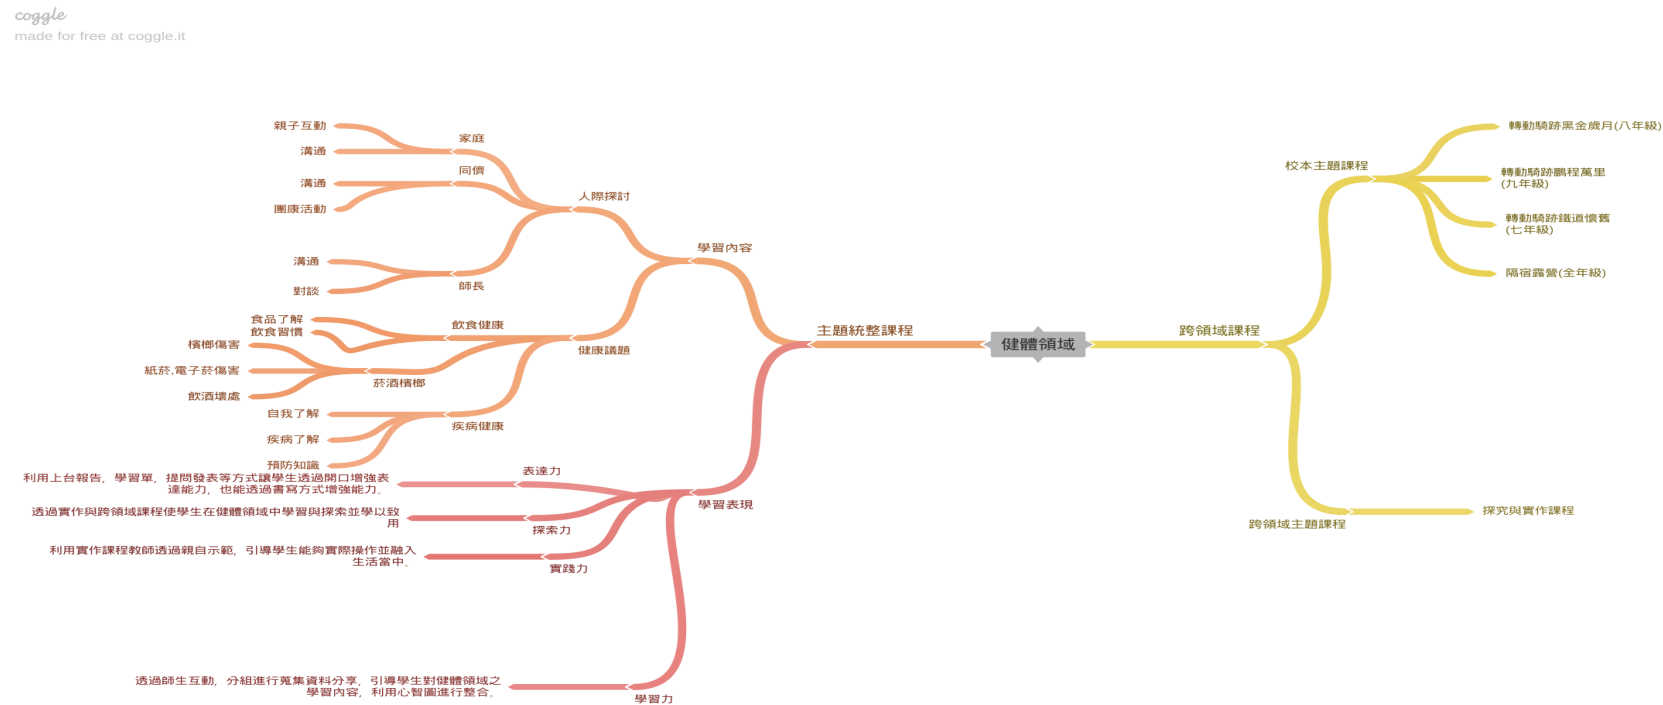 coggle
made for free at coggle.it
健體領域
主題統整課程
學習內容
人際探討
家庭
親子互動
溝通
同儕
溝通
團康活動
師長
溝通
對談
健康議題
飲食健康
食品了解
飲食習慣
菸酒檳榔
檳榔傷害
紙菸,電子菸傷害
飲酒壞處
疾病健康
自我了解
疾病了解
預防知識
學習表現
表達力
利用上台報告，學習單，提問發表等方式讓學生透過開口增強表
達能力，也能透過書寫方式增強能力。
探索力
透過實作與跨領域課程使學生在健體領域中學習與探索並學以致
用
實踐力
利用實作課程教師透過親自示範，引導學生能夠實際操作並融入
生活當中。
學習力
透過師生互動，分組進行蒐集資料分享，引導學生對健體領域之
學習內容，利用心智圖進行整合。
跨領域課程
校本主題課程
轉動騎跡黑金歲月(八年級)
轉動騎跡鵬程萬里
(九年級)
轉動騎跡鐵道懷舊
(七年級)
隔宿露營(全年級)
跨領域主題課程
探究與實作課程